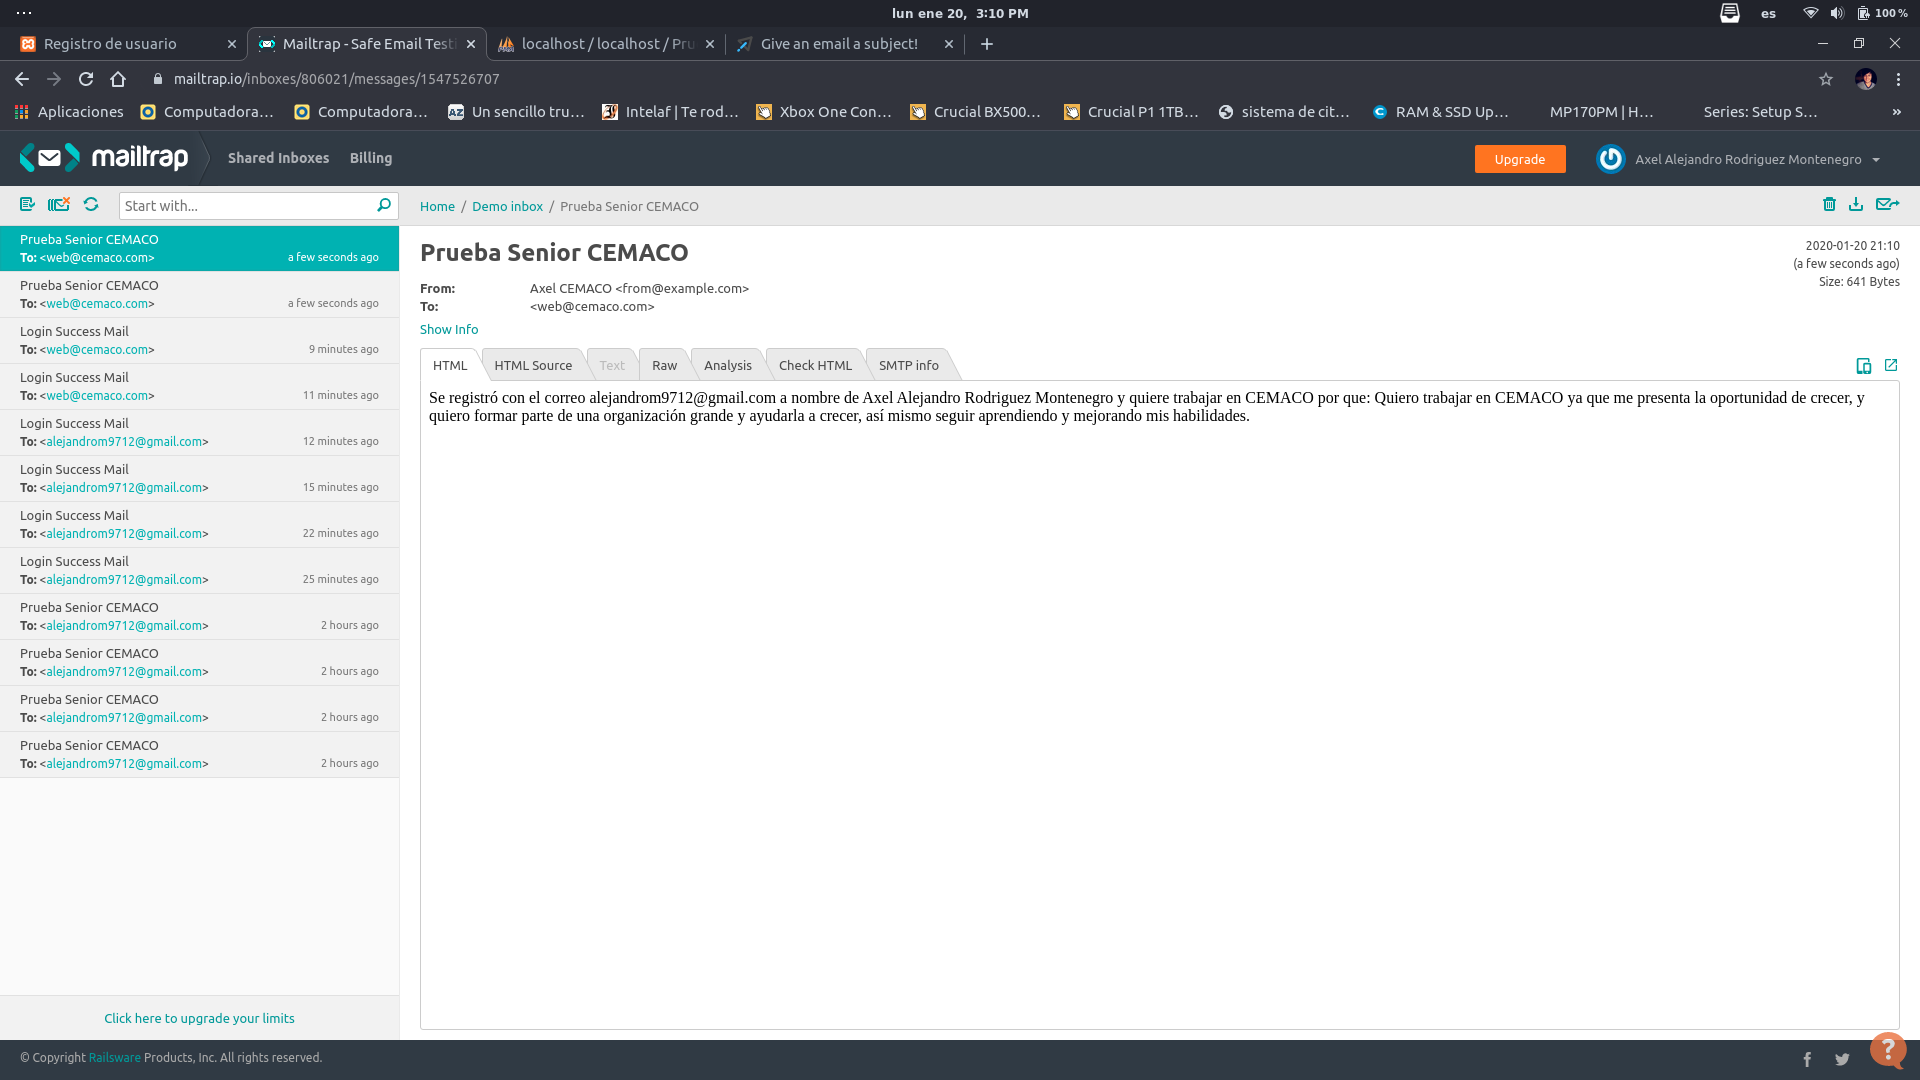 lun ene 20, 3:10 PM
es
100 %
Registro de usuario
Mailtrap - Safe Email Test
localhost / localhost / Pru
Give an email a subject!
mailtrap.io/inboxes/806021/messages/1547526707
Aplicaciones
Computadora...
Computadora...
Un sencillo tru...
Intelaf | Te rod...
Xbox One Con...
Crucial BX500...
Crucial P1 1TB...
sistema de cit...
RAM & SSD Up...
MP170PM | H...
Series: Setup S...
»
mailtrap
Shared Inboxes
Billing
Upgrade
Axel Alejandro Rodriguez Montenegro
Start with...
Home / Demo inbox / Prueba Senior CEMACO
Prueba Senior CEMACO
To: <web@cemaco.com> a few seconds ago
Prueba Senior CEMACO
To: <web@cemaco.com> a few seconds ago
Login Success Mail
To: <web@cemaco.com> 9 minutes ago
Login Success Mail
To: <web@cemaco.com> 11 minutes ago
Login Success Mail
To: <alejandrom9712@gmail.com> 12 minutes ago
Login Success Mail
To: <alejandrom9712@gmail.com> 15 minutes ago
Login Success Mail
To: <alejandrom9712@gmail.com> 22 minutes ago
Login Success Mail
To: <alejandrom9712@gmail.com> 25 minutes ago
Prueba Senior CEMACO
To: <alejandrom9712@gmail.com> 2 hours ago
Prueba Senior CEMACO
To: <alejandrom9712@gmail.com> 2 hours ago
Prueba Senior CEMACO
To: <alejandrom9712@gmail.com> 2 hours ago
Prueba Senior CEMACO
To: <alejandrom9712@gmail.com> 2 hours ago
Click here to upgrade your limits
Prueba Senior CEMACO
2020-01-20 21:10
(a few seconds ago)
Size: 641 Bytes
From: Axel CEMACO <from@example.com>
To: <web@cemaco.com>
Show Info
HTML
HTML Source
Text
Raw
Analysis
Check HTML
SMTP info
Se registró con el correo alejandrom9712@gmail.com a nombre de Axel Alejandro Rodriguez Montenegro y quiere trabajar en CEMACO por que: Quiero trabajar en CEMACO ya que me presenta la oportunidad de crecer, y
quiero formar parte de una organización grande y ayudarla a crecer, así mismo seguir aprendiendo y mejorando mis habilidades.
© Copyright Railsware Products, Inc. All rights reserved.
?